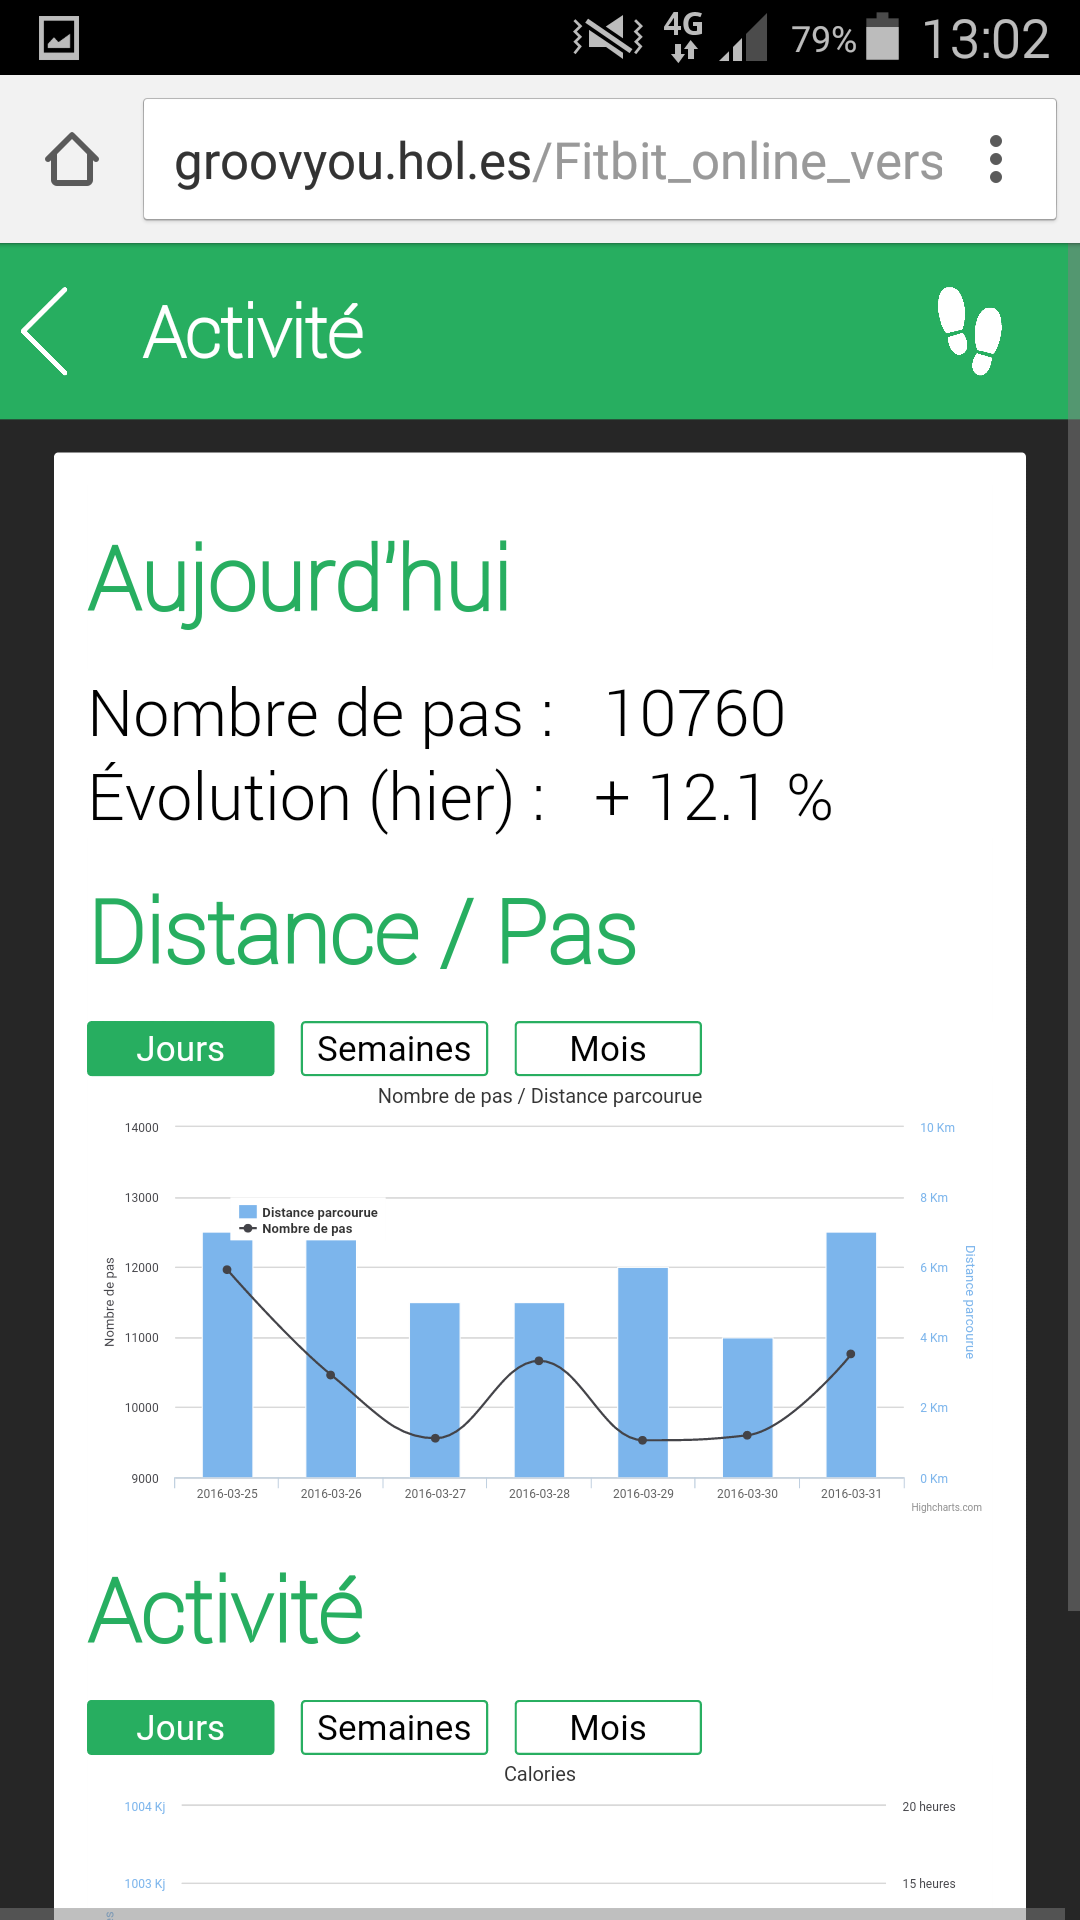 4G 79% 13:02
groovyou.hol.es/Fitbit_online_vers
Activité
Aujourd'hui
Nombre de pas : 10760
Évolution (hier) : + 12.1 %
Distance / Pas
Jours Semaines Mois
Nombre de pas / Distance parcourue
14000 10 Km
13000 8 Km
Distance parcourue
Nombre de pas
12000 6 Km
11000 4 Km
10000 2 Km
9000 0 Km
Nombre de pas
Distance parcourue
2016-03-25 2016-03-26 2016-03-27 2016-03-28 2016-03-29 2016-03-30 2016-03-31
Highcharts.com
Activité
Jours Semaines Mois
Calories
1004 Kj 20 heures
1003 Kj 15 heures